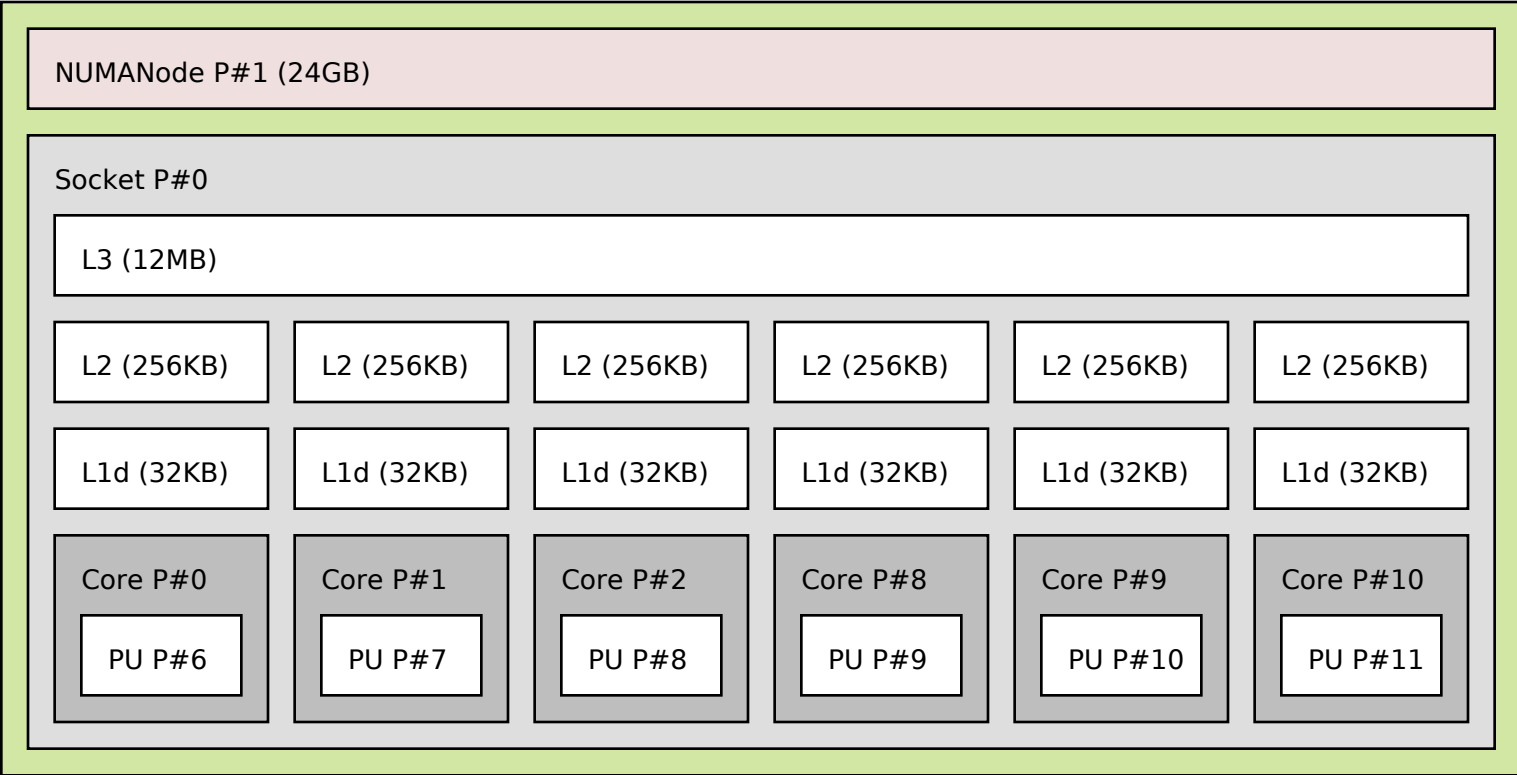 NUMANode P#1 (24GB)
Socket P#0
L3 (12MB)
L2 (256KB) L2 (256KB) L2 (256KB) L2 (256KB) L2 (256KB) L2 (256KB)
L1d (32KB) L1d (32KB) L1d (32KB) L1d (32KB) L1d (32KB) L1d (32KB)
Core P#0 Core P#1 Core P#2 Core P#8 Core P#9 Core P#10
PU P#6 PU P#7 PU P#8 PU P#9 PU P#10 PU P#11